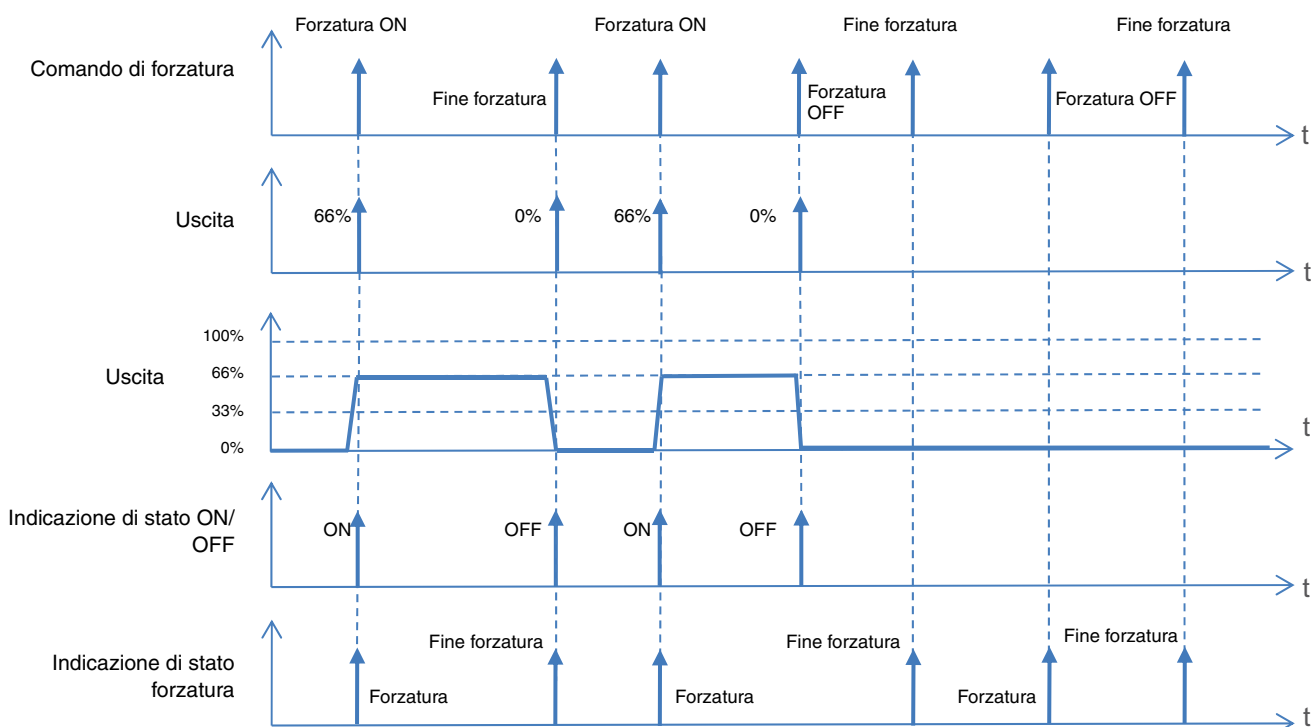 Forzatura ON
Forzatura ON
Fine forzatura
Fine forzatura
Comando di forzatura
Fine forzatura
Forzatura
OFF
Forzatura OFF
t
Uscita
66%
0%
66%
0%
t
100%
Uscita
66%
33%
0%
t
Indicazione di stato ON/
OFF
ON
OFF
ON
OFF
t
Indicazione di stato
forzatura
Fine forzatura
Fine forzatura
Fine forzatura
Forzatura
Forzatura
Forzatura
t